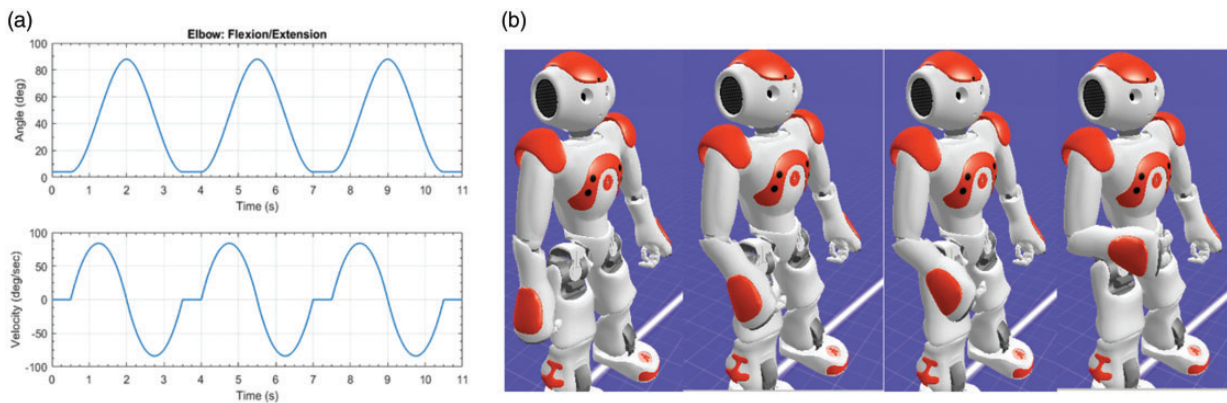 (a)
Elbow: Flexion/Extension
100
80
60
40
20
0
Angle (deg)
0 1 2 3 4 5 6 7 8 9 10 11
Time (s)
100
50
0
-50
-100
Velocity (deg/sec)
0 1 2 3 4 5 6 7 8 9 10 11
Time (s)
(b)